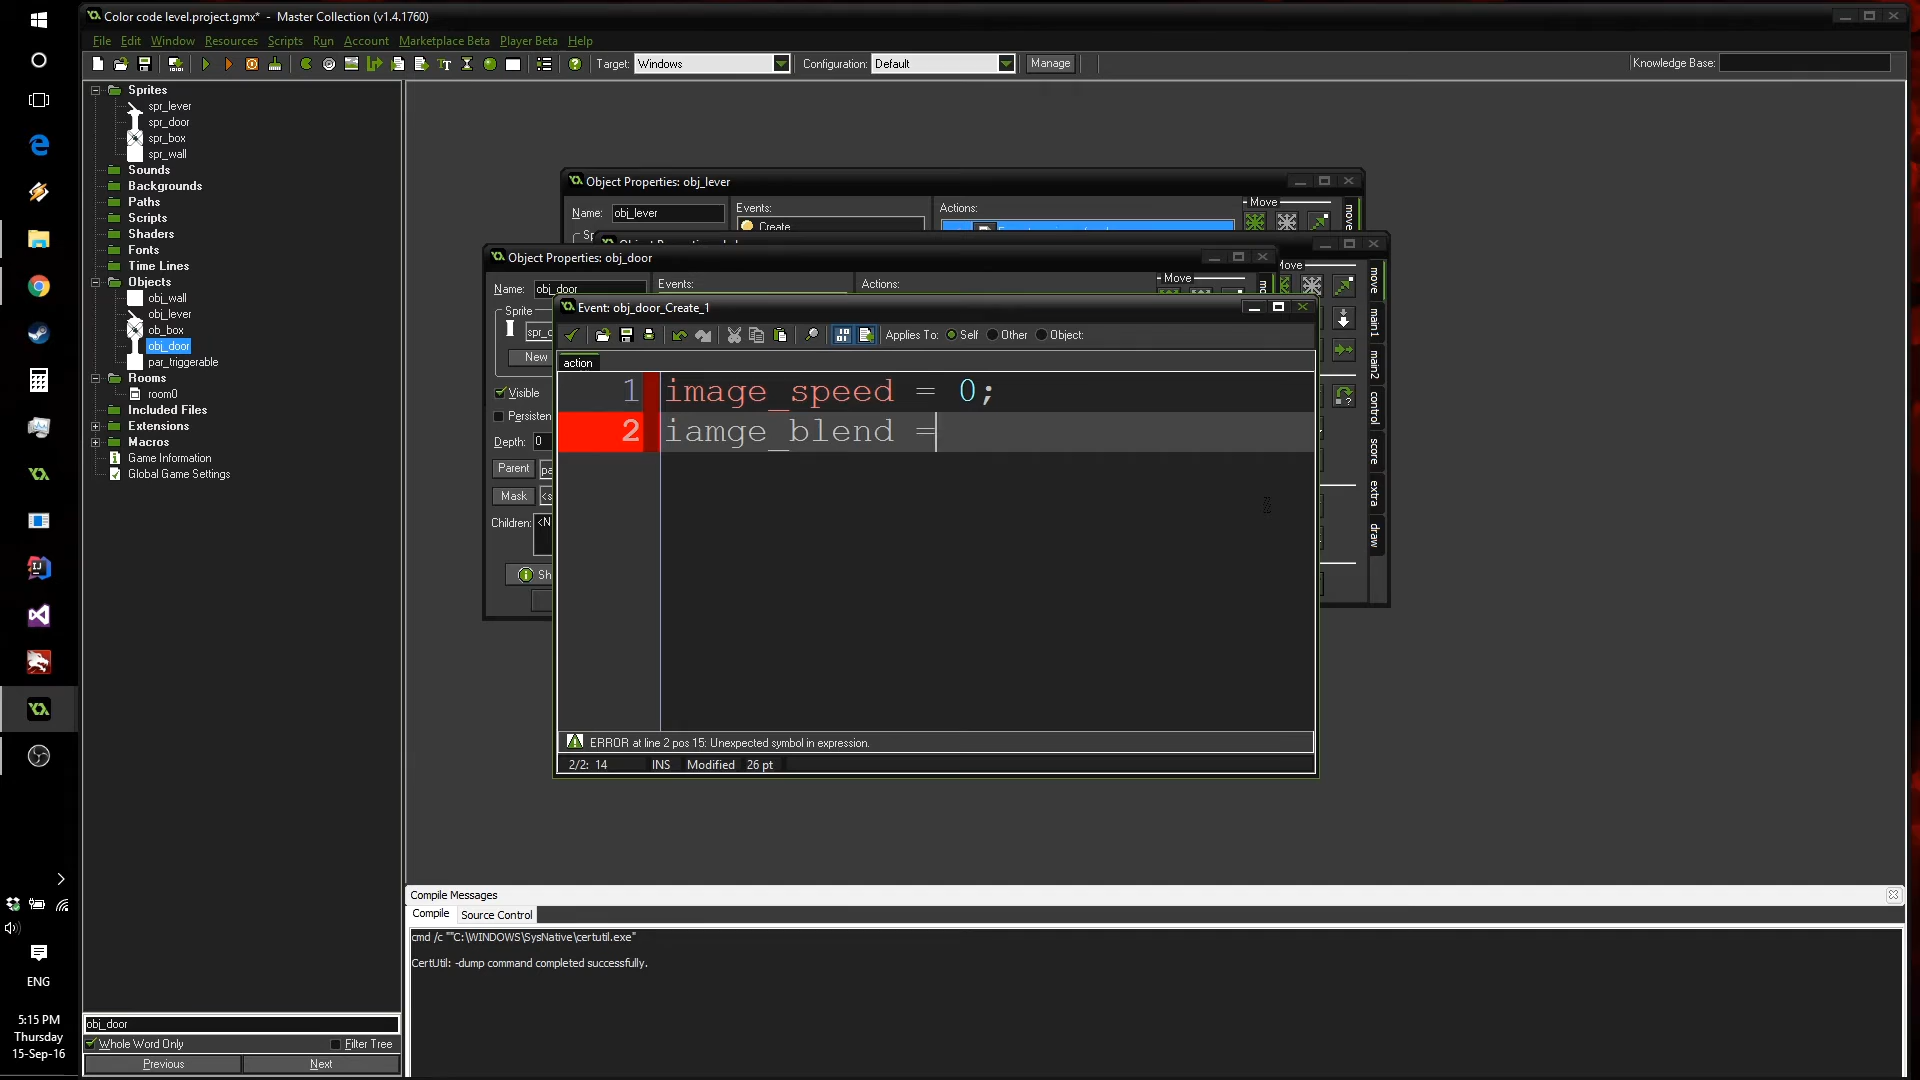 Color code level.project.gmx* - Master Collection (v1.4.1760)
File Edit Window Resources Scripts Run Account Marketplace Beta Player Beta Help
Target: Windows Configuration: Default Manage Knowledge Base:
Sprites
spr_lever
spr_door
spr_box
spr_wall
Sounds
Backgrounds
Paths
Scripts
Shaders
Fonts
Time Lines
Objects
obj_wall
obj_lever
ob_box
obj_door
par_triggerable
Rooms
room0
Included Files
Extensions
Macros
Game Information
Global Game Settings
Object Properties: obj_lever
Name: obj_lever Events: Actions: Move
Create
move
Object Properties: obj_door
Name: obj_door Events: Actions: Move
Move
move
main1
main2
control
score
extra
draw
Sprite
spr_d
New
Visible
Persisten
Depth: 0
Parent pa
Mask <s
Children: <N
Sh
Event: obj_door_Create_1
Applies To: Self Other Object:
action
1 image_speed = 0;
2 iamge_blend =
ERROR at line 2 pos 15: Unexpected symbol in expression.
2/2: 14 INS Modified 26 pt
Compile Messages
Compile Source Control
cmd /c ""C:\WINDOWS\SysNative\certutil.exe"
CertUtil: -dump command completed successfully.
obj_door
Whole Word Only Filter Tree
Previous Next
ENG
5:15 PM
Thursday
15-Sep-16